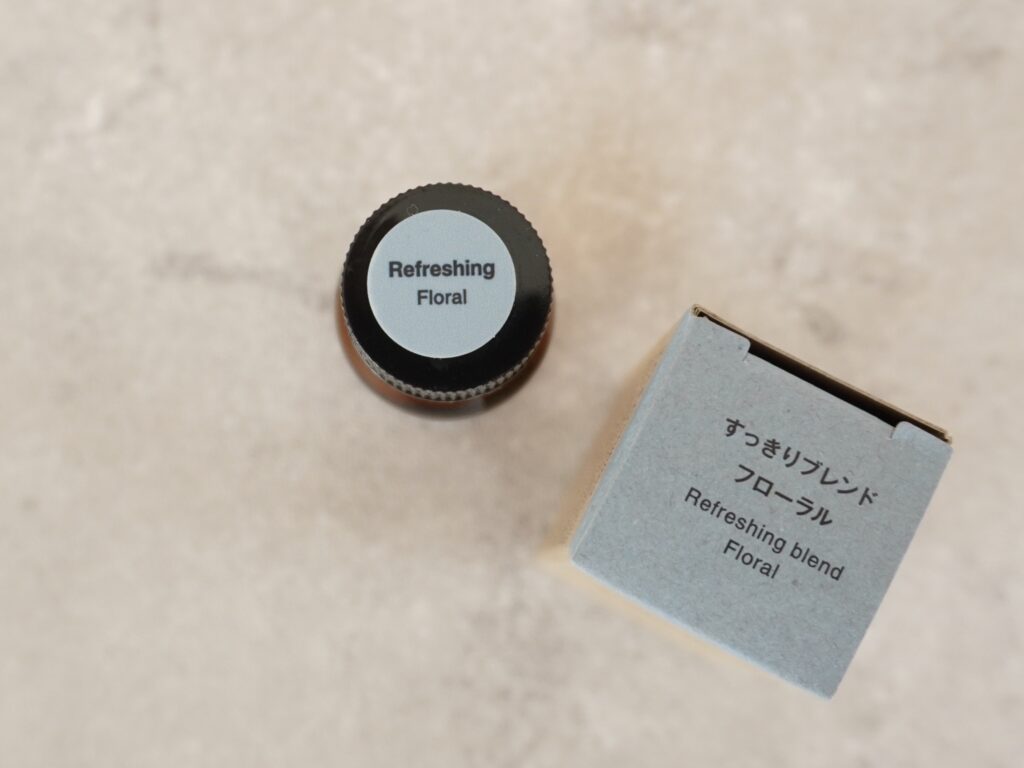 Refreshing
Floral
すっきりブレンド
フローラル
Refreshing blend
Floral